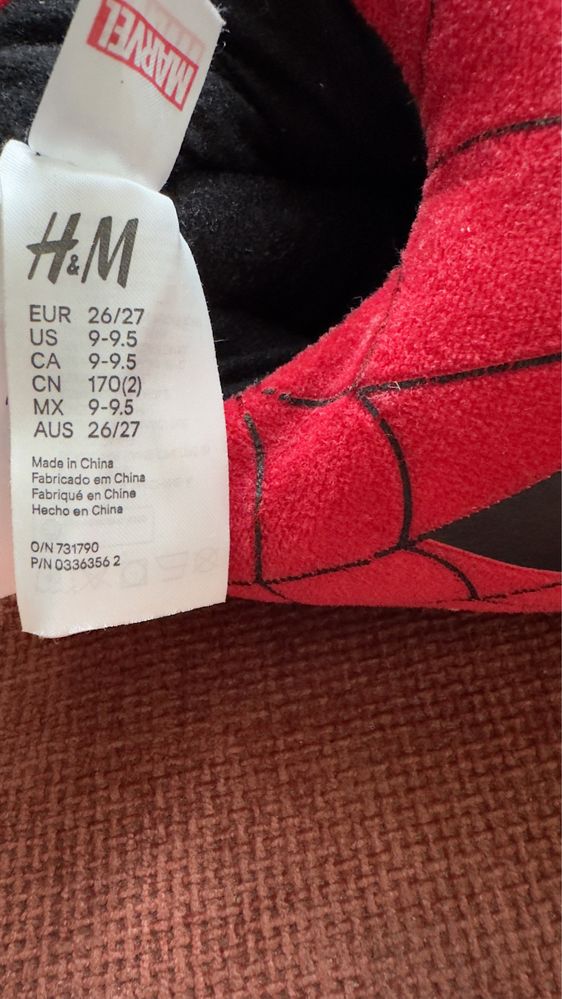 MARVEL
H&M
EUR 26/27
US 9-9.5
CA 9-9.5
CN 170(2)
MX 9-9.5
AUS 26/27
Made in China
Fabricado em China
Fabriqué en Chine
Hecho en China
O/N 731790
P/N 0336356 2